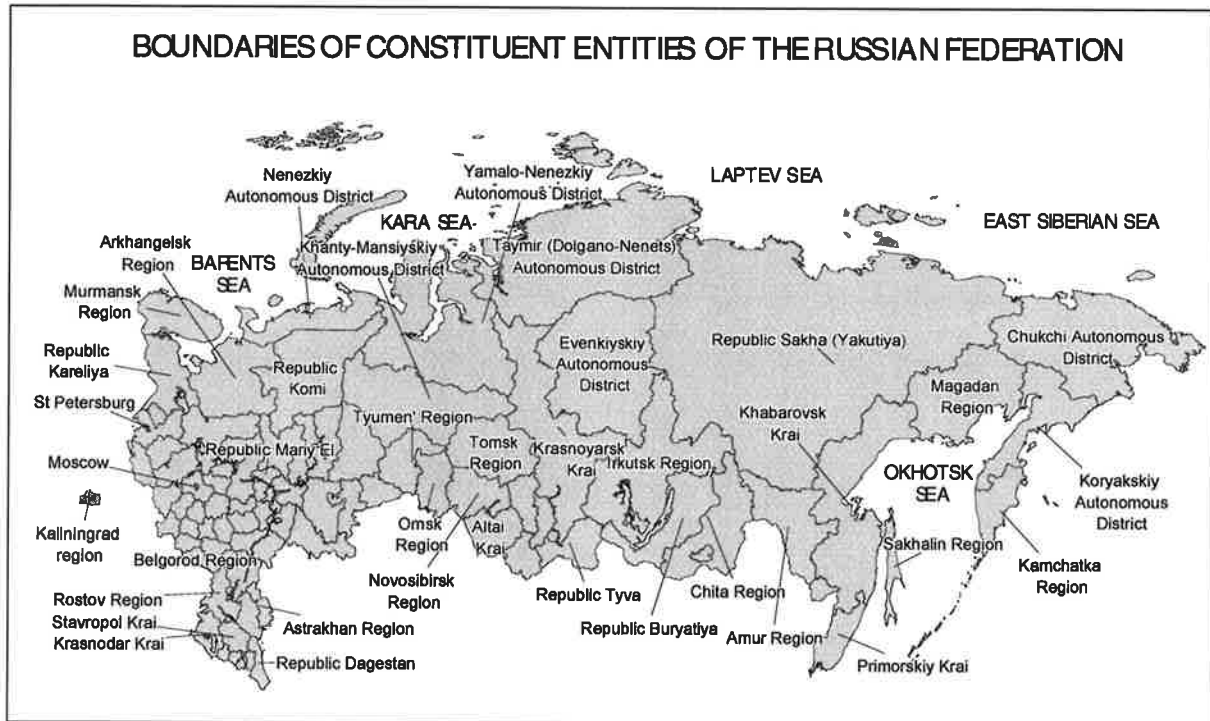 BOUNDARIES OF CONSTITUENT ENTITIES OF THE RUSSIAN FEDERATION
Nenezkiy
Autonomous District
Yamalo-Nenezkiy
Autonomous District
LAPTEV SEA
EAST SIBERIAN SEA
KARA SEA
Arkhangelsk
Region
BARENTS
SEA
Khanty-Mansiyskiy
Autonomous District
Taymir (Dolgano-Nenets)
Autonomous District
Murmansk
Region
Republic
Kareliya
St Petersburg
Republic
Komi
Evenkiyskiy
Autonomous
District
Republic Sakha (Yakutiya)
Chukchi Autonomous
District
Magadan
Region
Tyumen' Region
Khabarovsk
Krai
Republic Mariy El
Tomsk
Region
Krasnoyarsk
Krai
Irkutsk Region
Moscow
OKHOTSK
SEA
Koryakskiy
Autonomous
District
Kaliningrad
region
Omsk
Region
Altai
Krai
Belgorod Region
Sakhalin Region
Kamchatka
Region
Novosibirsk
Region
Rostov Region
Republic Tyva
Chita Region
Stavropol Krai
Astrakhan Region
Republic Buryatiya
Amur Region
Krasnodar Krai
Republic Dagestan
Primorskiy Krai